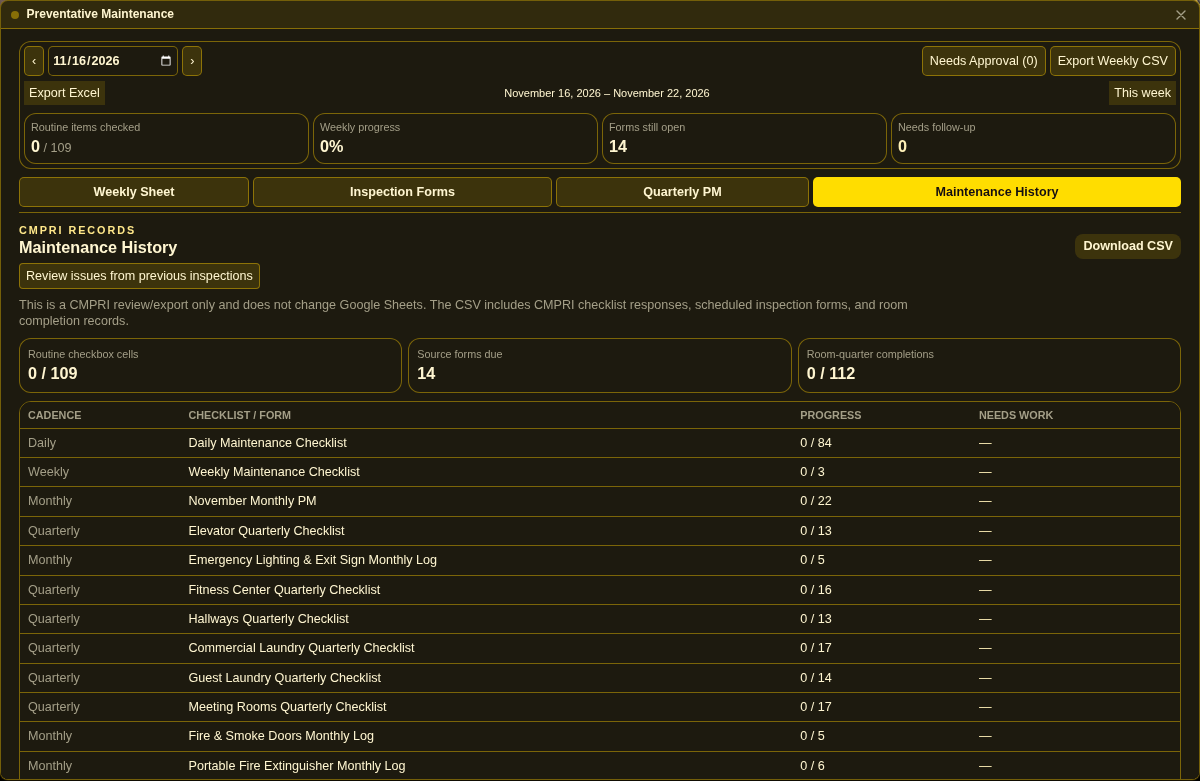 Preventative Maintenance
‹ 11/16/2026 › Needs Approval (0) Export Weekly CSV
Export Excel November 16, 2026 – November 22, 2026 This week
Routine items checked Weekly progress Forms still open Needs follow-up
0 / 109 0% 14 0
Weekly Sheet Inspection Forms Quarterly PM Maintenance History
CMPRI RECORDS
Maintenance History Download CSV
Review issues from previous inspections
This is a CMPRI review/export only and does not change Google Sheets. The CSV includes CMPRI checklist responses, scheduled inspection forms, and room
completion records.
Routine checkbox cells Source forms due Room-quarter completions
0 / 109 14 0 / 112
CADENCE CHECKLIST / FORM PROGRESS NEEDS WORK
Daily Daily Maintenance Checklist 0 / 84 —
Weekly Weekly Maintenance Checklist 0 / 3 —
Monthly November Monthly PM 0 / 22 —
Quarterly Elevator Quarterly Checklist 0 / 13 —
Monthly Emergency Lighting & Exit Sign Monthly Log 0 / 5 —
Quarterly Fitness Center Quarterly Checklist 0 / 16 —
Quarterly Hallways Quarterly Checklist 0 / 13 —
Quarterly Commercial Laundry Quarterly Checklist 0 / 17 —
Quarterly Guest Laundry Quarterly Checklist 0 / 14 —
Quarterly Meeting Rooms Quarterly Checklist 0 / 17 —
Monthly Fire & Smoke Doors Monthly Log 0 / 5 —
Monthly Portable Fire Extinguisher Monthly Log 0 / 6 —